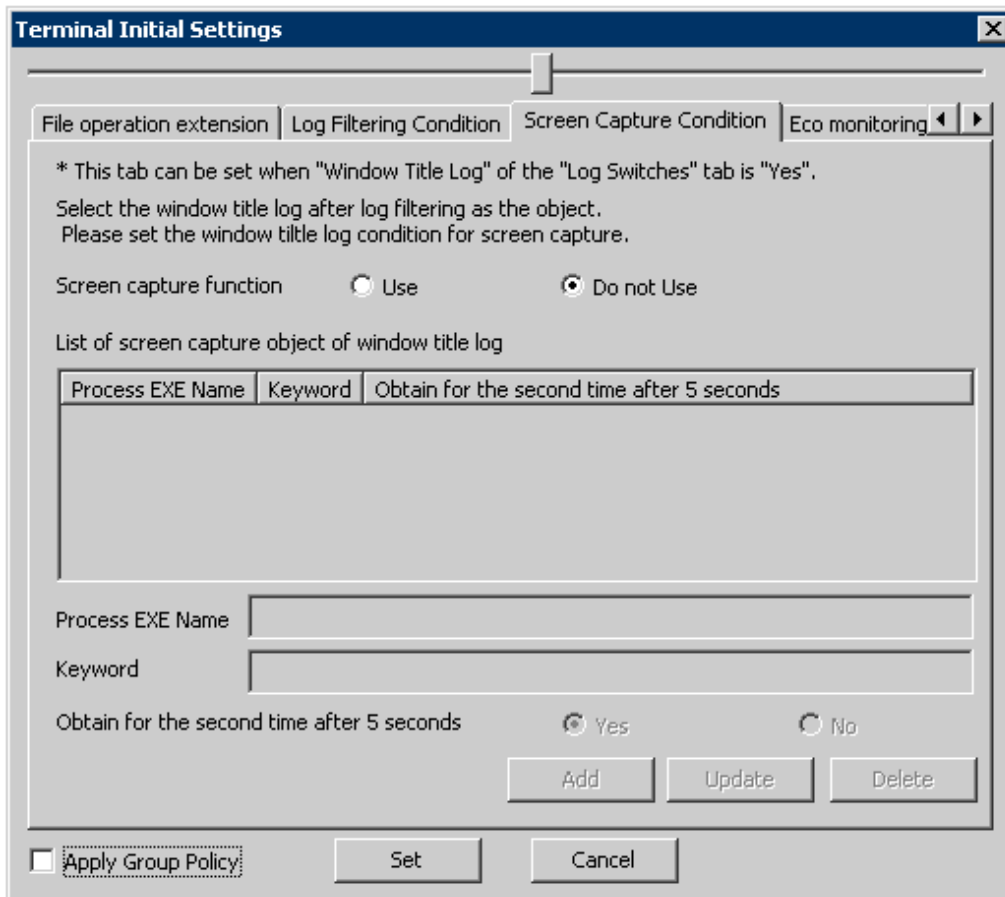 Terminal Initial Settings
File operation extension Log Filtering Condition Screen Capture Condition Eco monitoring
* This tab can be set when "Window Title Log" of the "Log Switches" tab is "Yes".
Select the window title log after log filtering as the object.
Please set the window tiltle log condition for screen capture.
Screen capture function Use Do not Use
List of screen capture object of window title log
Process EXE Name Keyword Obtain for the second time after 5 seconds
Process EXE Name
Keyword
Obtain for the second time after 5 seconds Yes No
Add Update Delete
Apply Group Policy Set Cancel